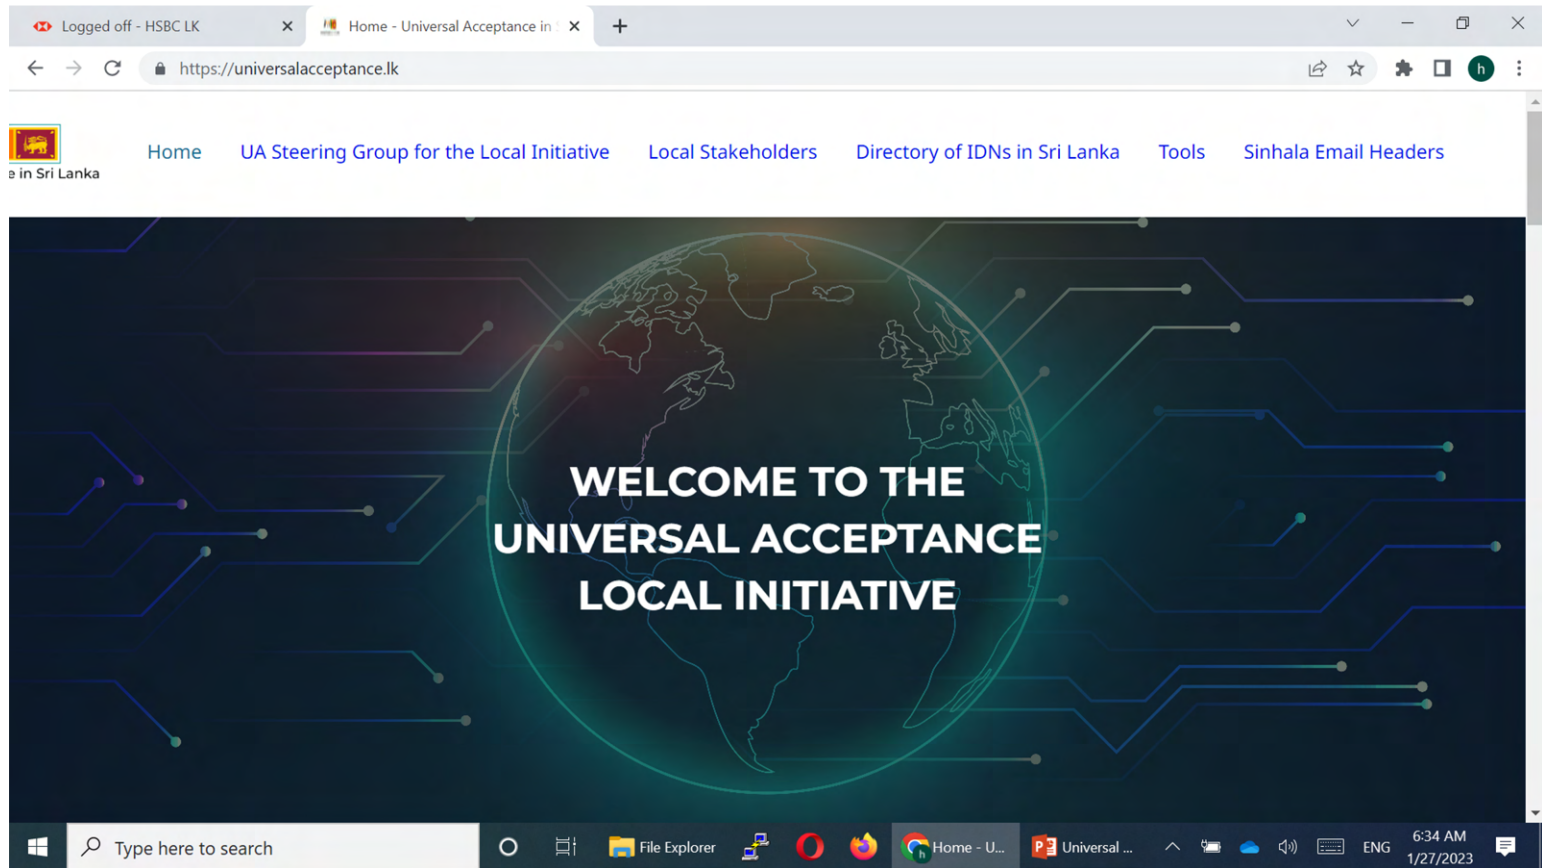 Logged off - HSBC LK
Home - Universal Acceptance in
https://universalacceptance.lk
h
e in Sri Lanka
Home
UA Steering Group for the Local Initiative
Local Stakeholders
Directory of IDNs in Sri Lanka
Tools
Sinhala Email Headers
WELCOME TO THE
UNIVERSAL ACCEPTANCE
LOCAL INITIATIVE
Type here to search
File Explorer
Home - U...
Universal ...
ENG
6:34 AM
1/27/2023